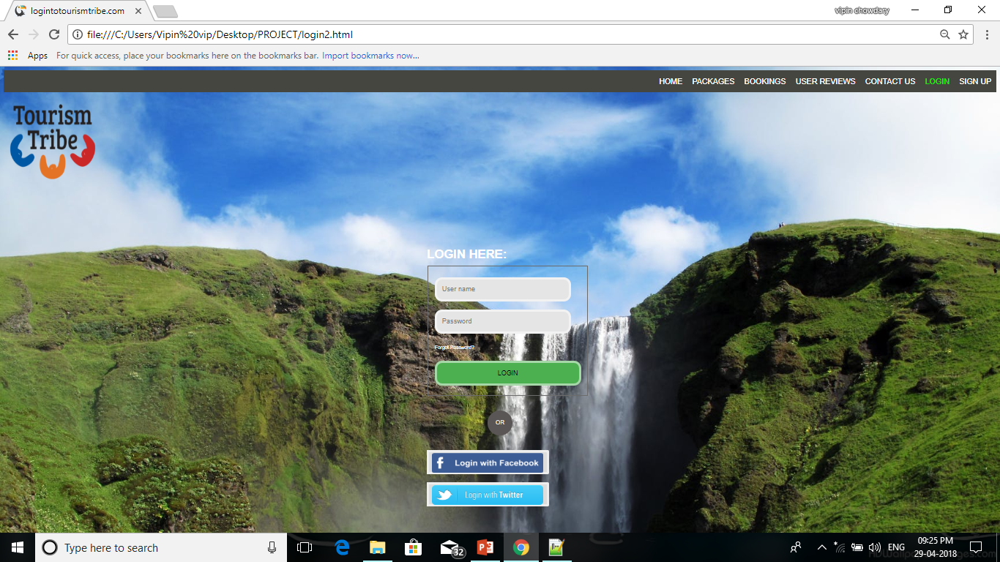 logintotourismtribe.com
vipin chowdary
file:///C:/Users/Vipin%20vip/Desktop/PROJECT/login2.html
Apps For quick access, place your bookmarks here on the bookmarks bar. Import bookmarks now...
HOME PACKAGES BOOKINGS USER REVIEWS CONTACT US LOGIN SIGN UP
Tourism
Tribe
LOGIN HERE:
User name
Password
Forgot Password?
LOGIN
OR
f Login with Facebook
Login with Twitter
Type here to search
32
ENG
09:25 PM
29-04-2018